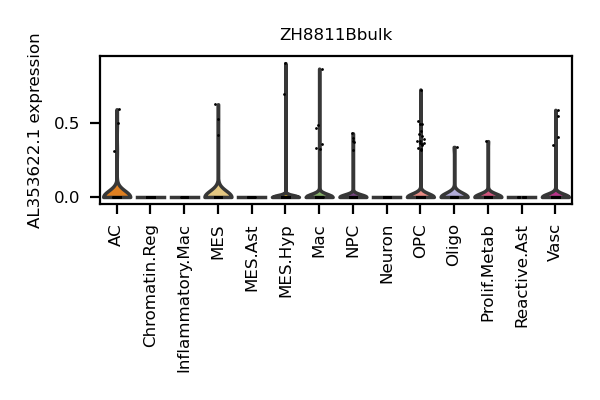 ZH8811Bbulk
AL353622.1 expression
0.5
0.0
AC
Chromatin.Reg
Inflammatory.Mac
MES
MES.Ast
MES.Hyp
Mac
NPC
Neuron
OPC
Oligo
Prolif.Metab
Reactive.Ast
Vasc